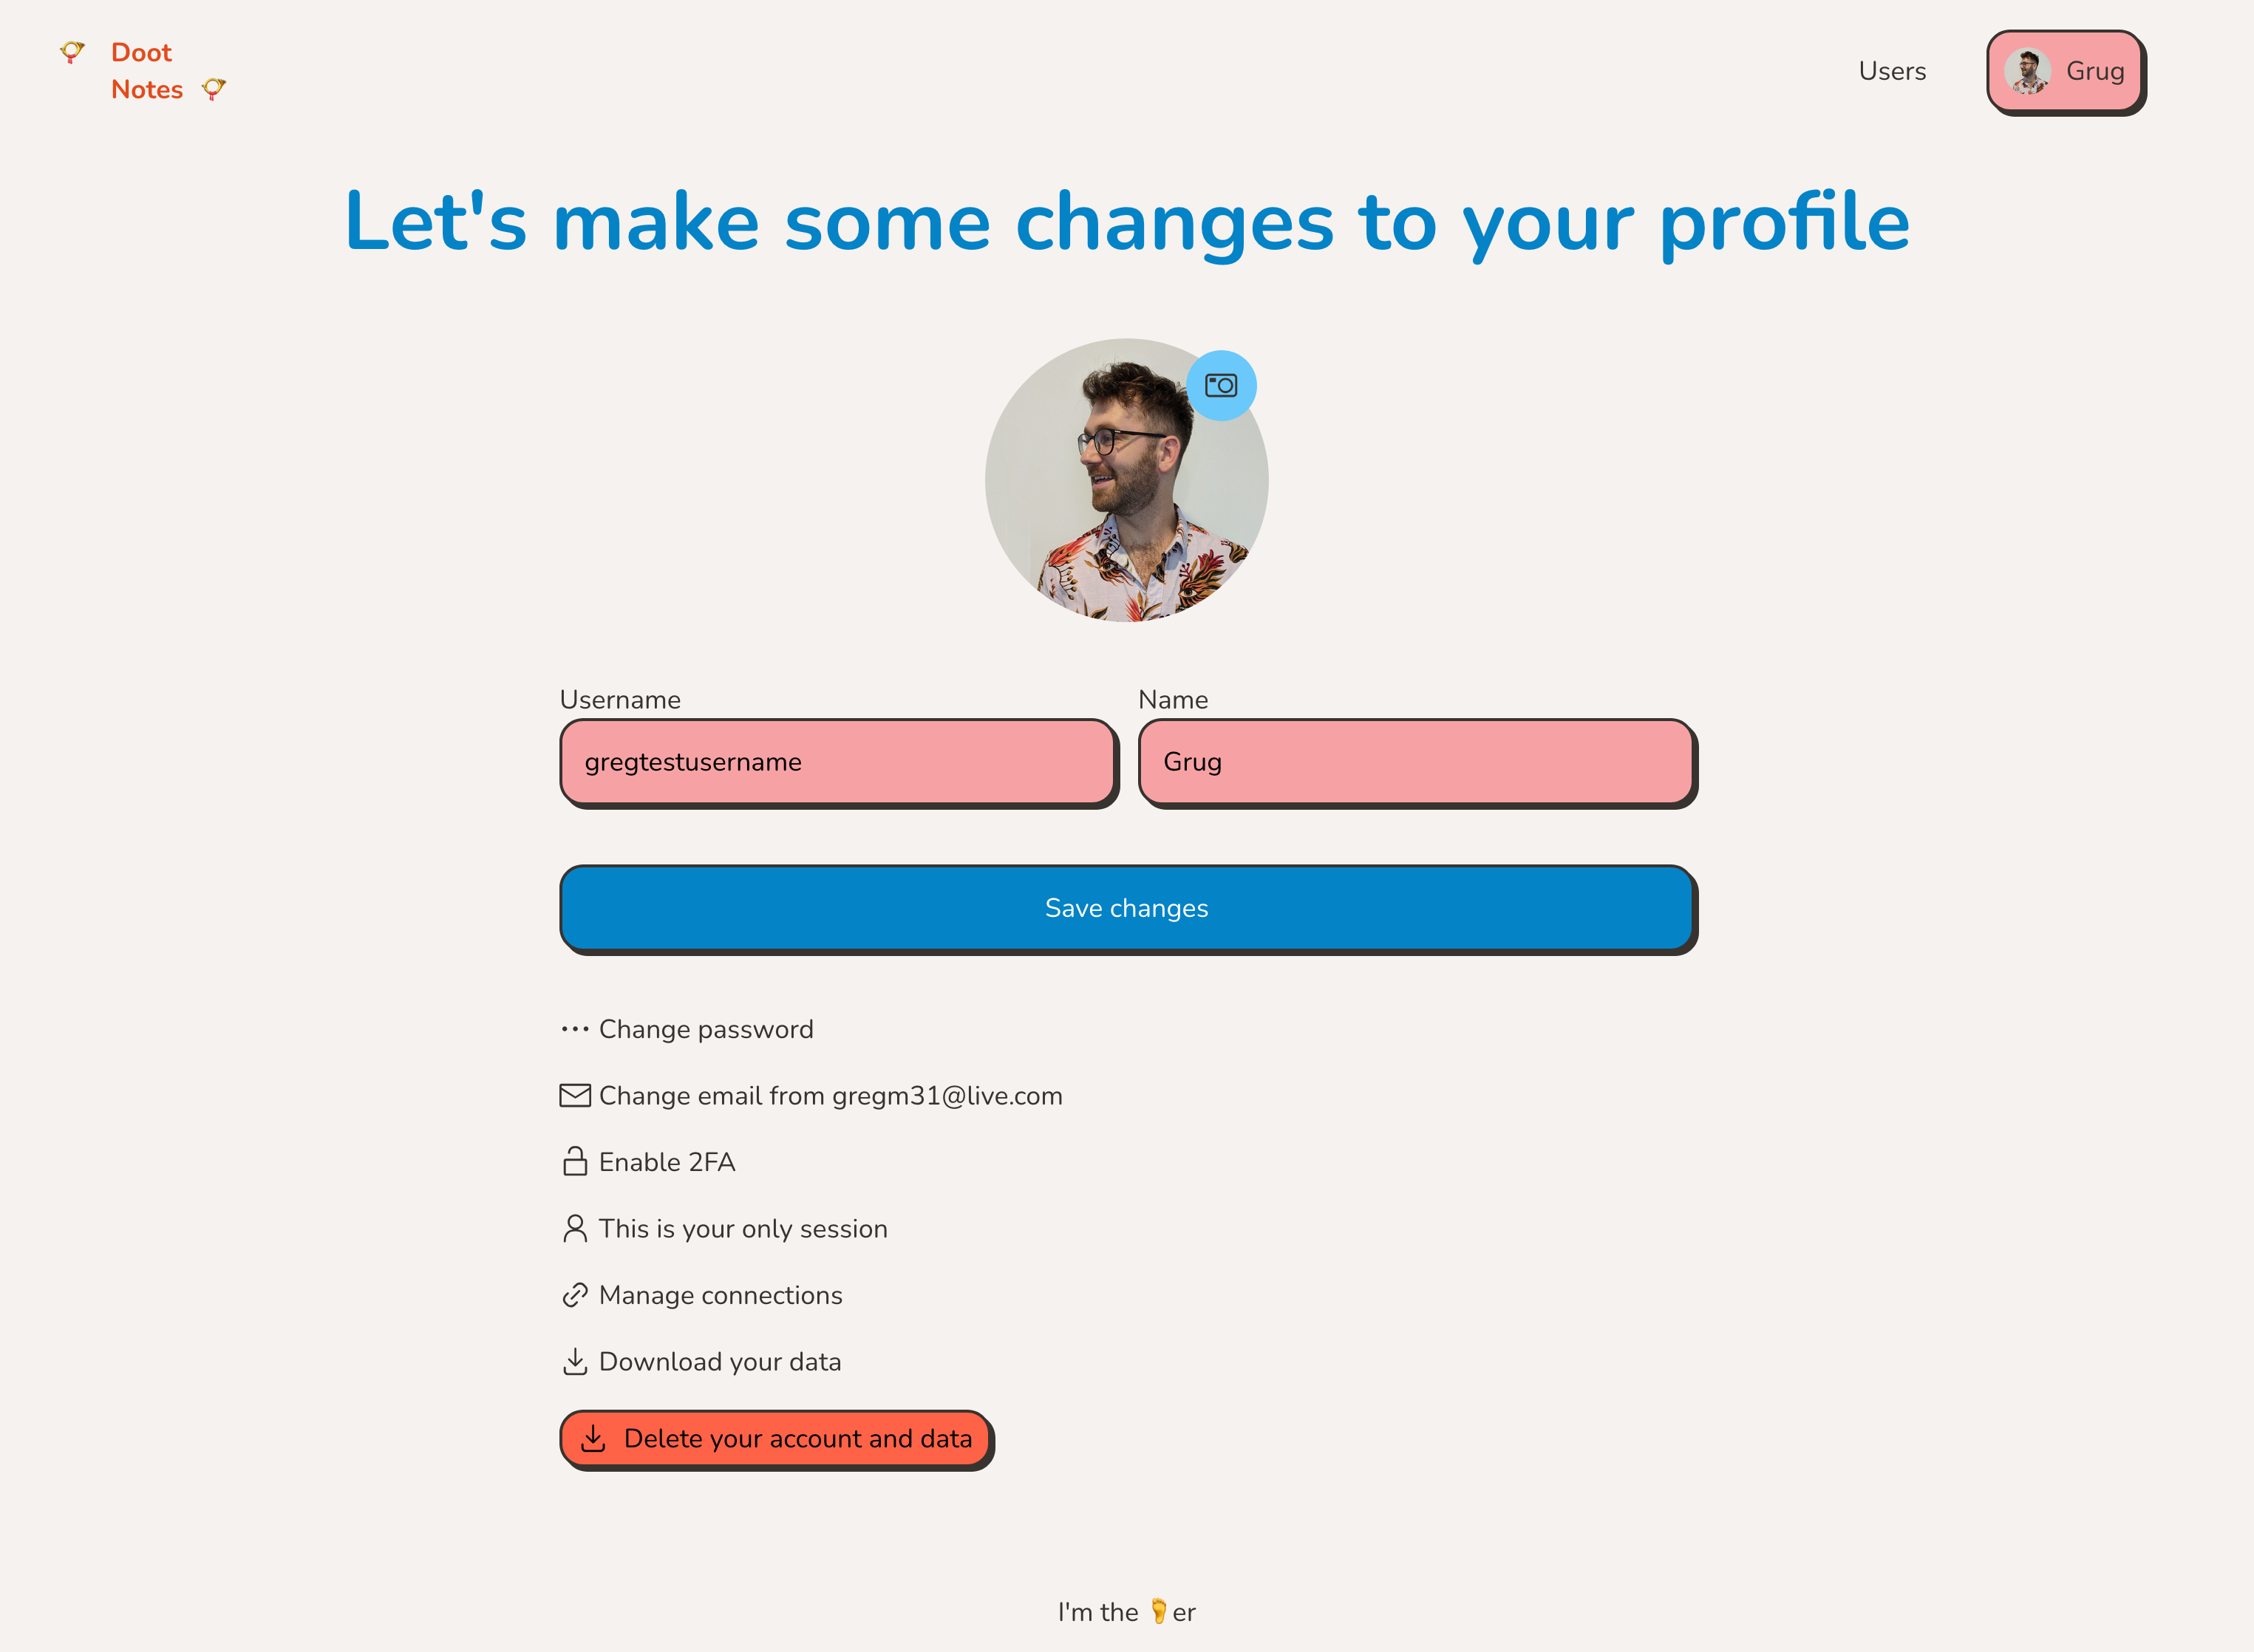 Doot
Notes
Users
Grug
Let's make some changes to your profile
Username
Name
gregtestusername
Grug
Save changes
Change password
Change email from gregm31@live.com
Enable 2FA
This is your only session
Manage connections
Download your data
Delete your account and data
I'm the 🦶er